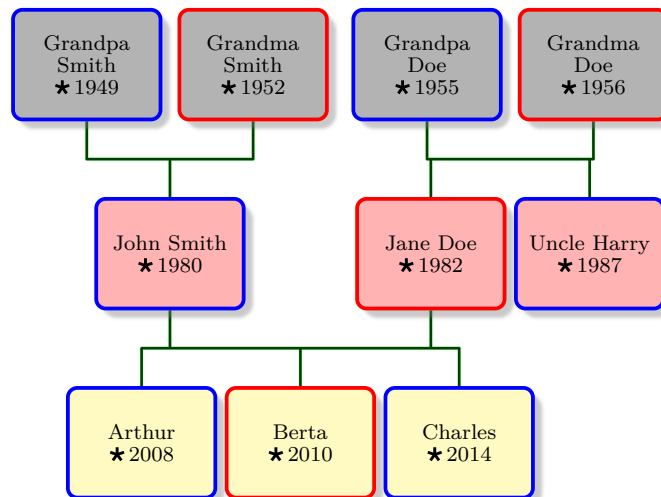 Grandpa
Smith
★ 1949
Grandma
Smith
★ 1952
Grandpa
Doe
★ 1955
Grandma
Doe
★ 1956
John Smith
★ 1980
Jane Doe
★ 1982
Uncle Harry
★ 1987
Arthur
★ 2008
Berta
★ 2010
Charles
★ 2014